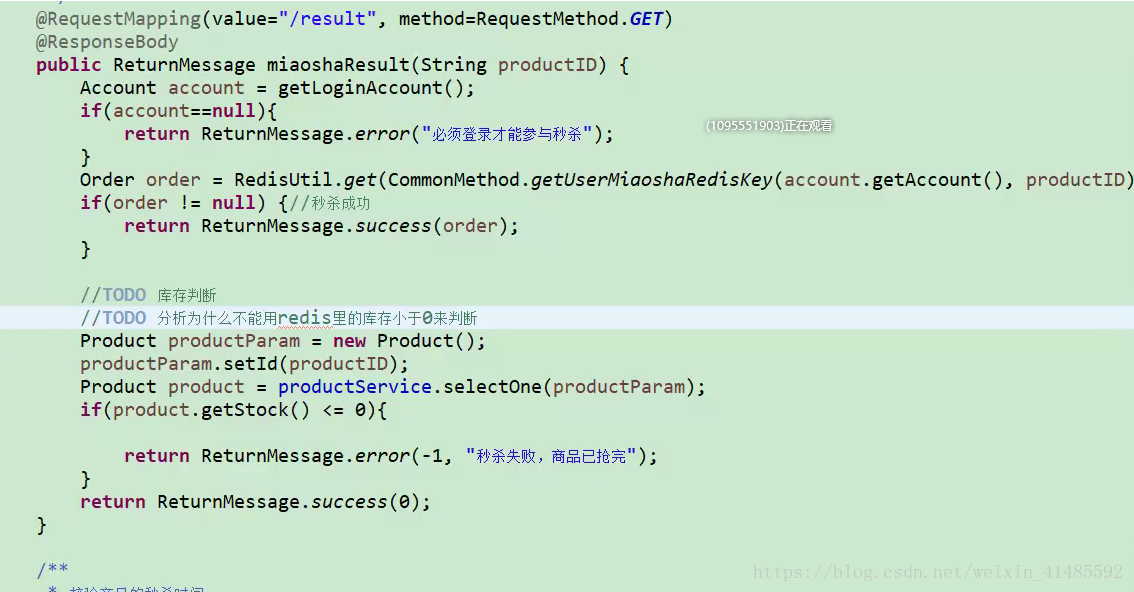 @RequestMapping(value="/result", method=RequestMethod.GET)
@ResponseBody
public ReturnMessage miaoshaResult(String productID) {
Account account = getLoginAccount();
if(account==null){
return ReturnMessage.error("必须登录才能参与秒杀");
(1095551903)正在观看
}
Order order = RedisUtil.get(CommonMethod.getUserMiaoshaRedisKey(account.getAccount(), productID)
if(order != null) {//秒杀成功
return ReturnMessage.success(order);
}
//TODO 库存判断
//TODO 分析为什么不能用redis里的库存小于0来判断
Product productParam = new Product();
productParam.setId(productID);
Product product = productService.selectOne(productParam);
if(product.getStock() <= 0){
return ReturnMessage.error(-1, "秒杀失败，商品已抢完");
}
return ReturnMessage.success(0);
}
/**
https://blog.csdn.net/weixin_41485592